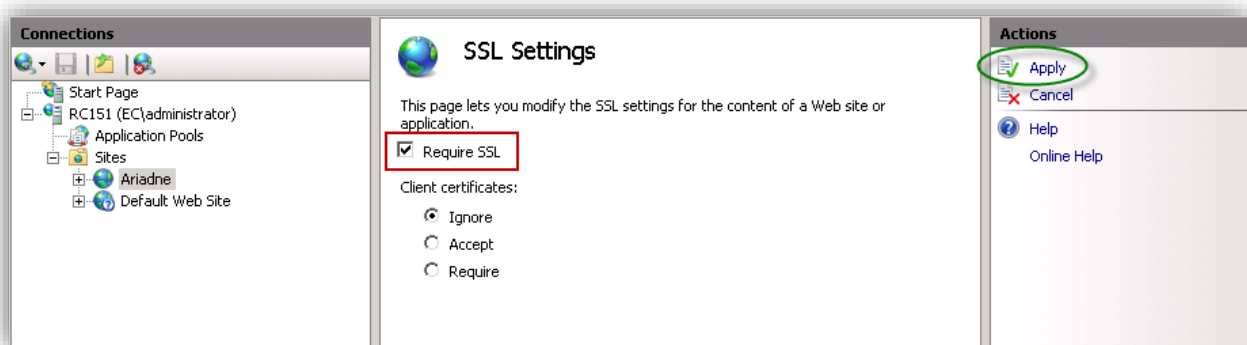 Connections
Start Page
RC151 (EC\administrator)
Application Pools
Sites
Ariadne
Default Web Site
SSL Settings
This page lets you modify the SSL settings for the content of a Web site or
application.
Require SSL
Client certificates:
Ignore
Accept
Require
Actions
Apply
Cancel
Help
Online Help